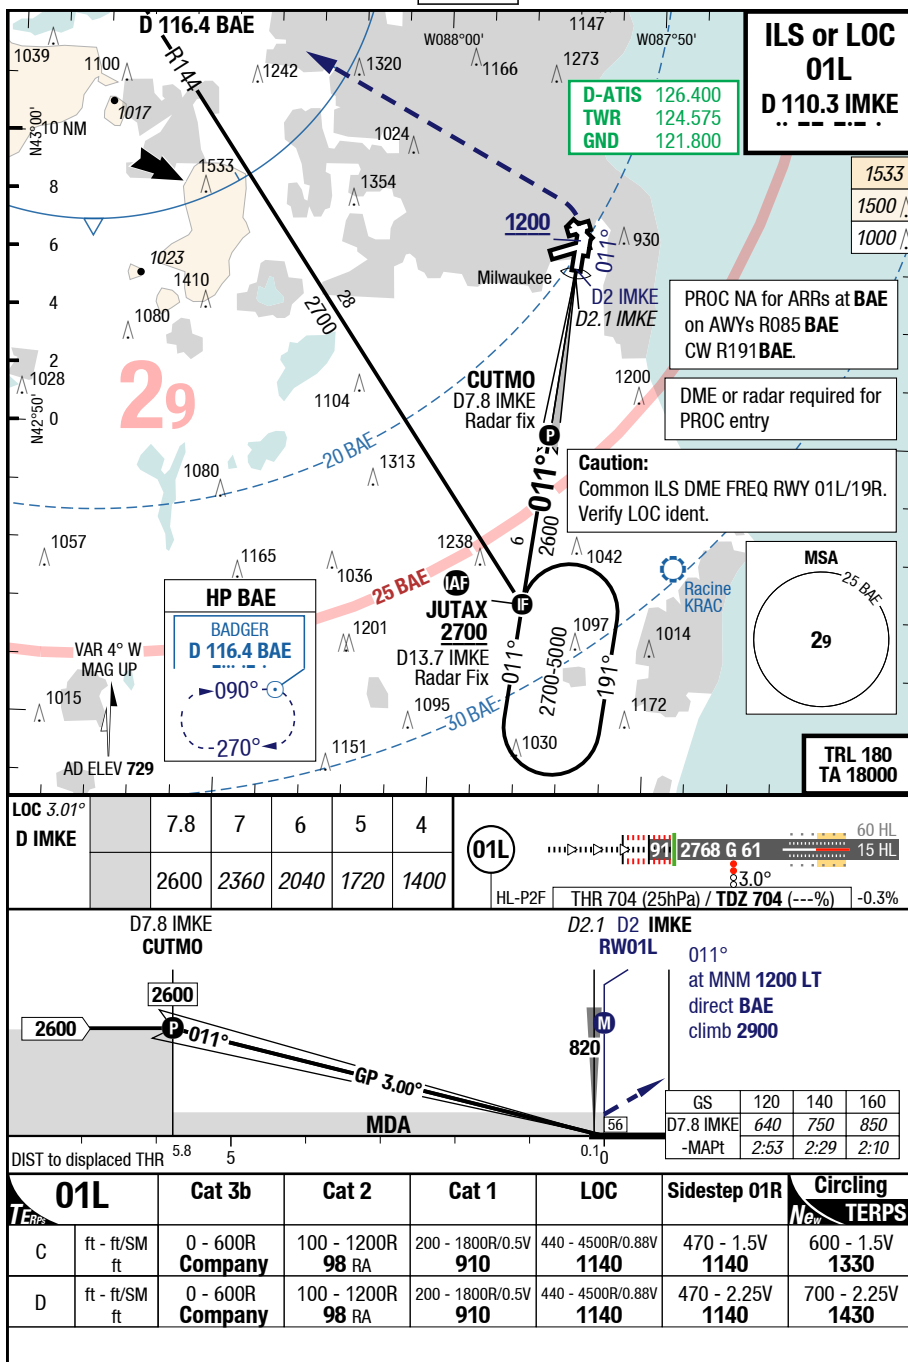 D 116.4 BAE
W088°00'
1147
W087°50'
ILS or LOC
01L
D 110.3 IMKE
1039
1100
R144
1242
1320
1166
1273
D-ATIS 126.400
TWR 124.575
GND 121.800
1017
N43°00'
10 NM
1024
1533
1354
1533
1500
1000
8
6
4
2
0
1200
930
011°
Milwaukee
D2 IMKE
D2.1 IMKE
1023
1410
1080
28
2700
PROC NA for ARRs at BAE
on AWYs R085 BAE
CW R191 BAE.
1028
N42°50'
29
1104
CUTMO
D7.8 IMKE
Radar fix
P
1200
DME or radar required for
PROC entry
20 BAE
1313
1080
011°
Caution:
Common ILS DME FREQ RWY 01L/19R.
Verify LOC ident.
6
2600
1057
1165
1036
1238
1042
25 BAE
IAF
IF
JUTAX
2700
D13.7 IMKE
Radar Fix
Racine
KRAC
MSA
25 BAE
29
HP BAE
BADGER
D 116.4 BAE
090°
270°
1201
1097
1014
VAR 4° W
MAG UP
011°
2700-5000
191°
1015
1095
30 BAE
1172
1030
1151
AD ELEV 729
TRL 180
TA 18000
LOC 3.01°
D IMKE
7.8 7 6 5 4
2600 2360 2040 1720 1400
01L
HL-P2F
91
2768 G 61
60 HL
15 HL
3.0°
THR 704 (25hPa) / TDZ 704 (---%)
-0.3%
D7.8 IMKE
CUTMO
D2.1 D2 IMKE
RW01L
011°
at MNM 1200 LT
direct BAE
climb 2900
2600
2600
P
011°
GP 3.00°
M
820
MDA
56
GS 120 140 160
D7.8 IMKE 640 750 850
-MAPt 2:53 2:29 2:10
DIST to displaced THR 5.8 5 0.1 0
TERPS 01L Cat 3b Cat 2 Cat 1 LOC Sidestep 01R Circling New TERPS
C ft - ft/SM 0 - 600R 100 - 1200R 200 - 1800R/0.5V 440 - 4500R/0.88V 470 - 1.5V 600 - 1.5V
ft Company 98 RA 910 1140 1140 1330
D ft - ft/SM 0 - 600R 100 - 1200R 200 - 1800R/0.5V 440 - 4500R/0.88V 470 - 2.25V 700 - 2.25V
ft Company 98 RA 910 1140 1140 1430